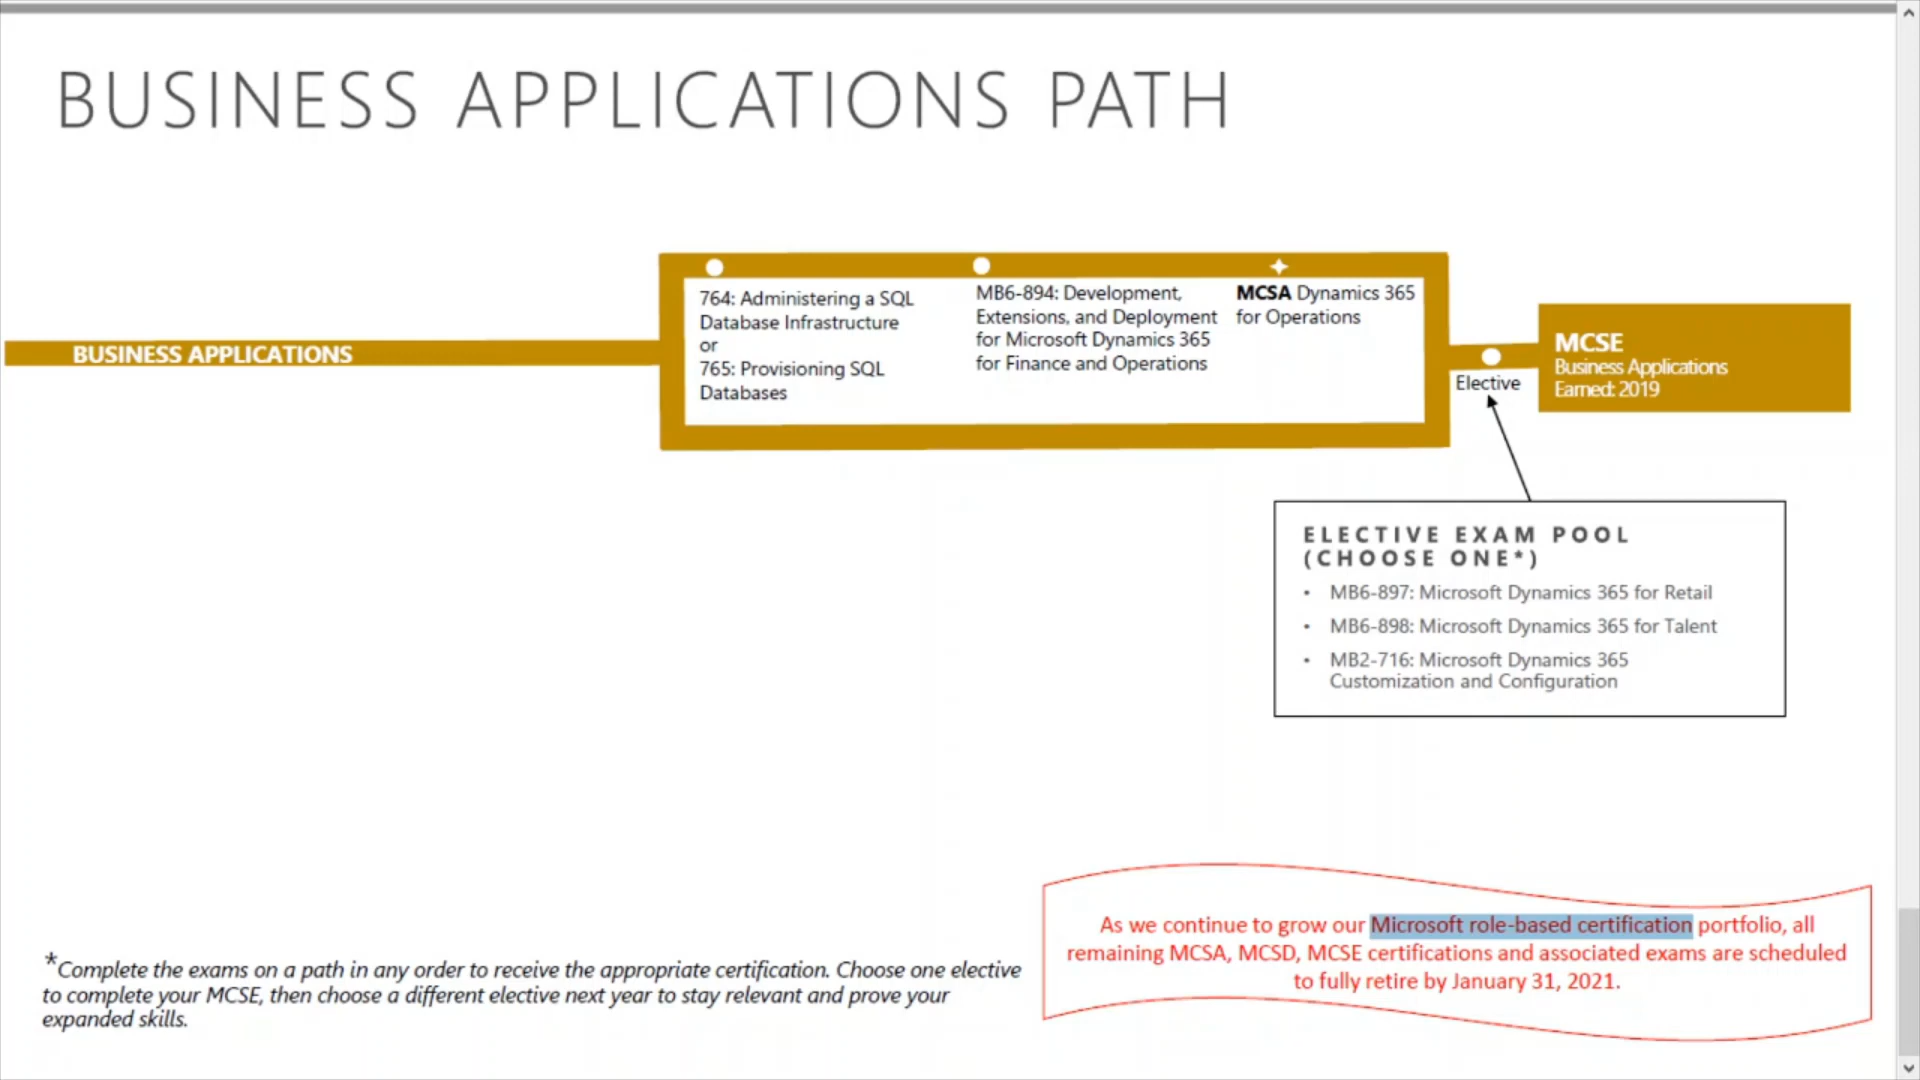 BUSINESS APPLICATIONS PATH
BUSINESS APPLICATIONS
764: Administering a SQL
Database Infrastructure
or
765: Provisioning SQL
Databases
MB6-894: Development,
Extensions, and Deployment
for Microsoft Dynamics 365
for Finance and Operations
MCSA Dynamics 365
for Operations
Elective
MCSE
Business Applications
Earned: 2019
ELECTIVE EXAM POOL
(CHOOSE ONE*)
• MB6-897: Microsoft Dynamics 365 for Retail
• MB6-898: Microsoft Dynamics 365 for Talent
• MB2-716: Microsoft Dynamics 365
Customization and Configuration
*Complete the exams on a path in any order to receive the appropriate certification. Choose one elective
to complete your MCSE, then choose a different elective next year to stay relevant and prove your
expanded skills.
As we continue to grow our Microsoft role-based certification portfolio, all
remaining MCSA, MCSD, MCSE certifications and associated exams are scheduled
to fully retire by January 31, 2021.